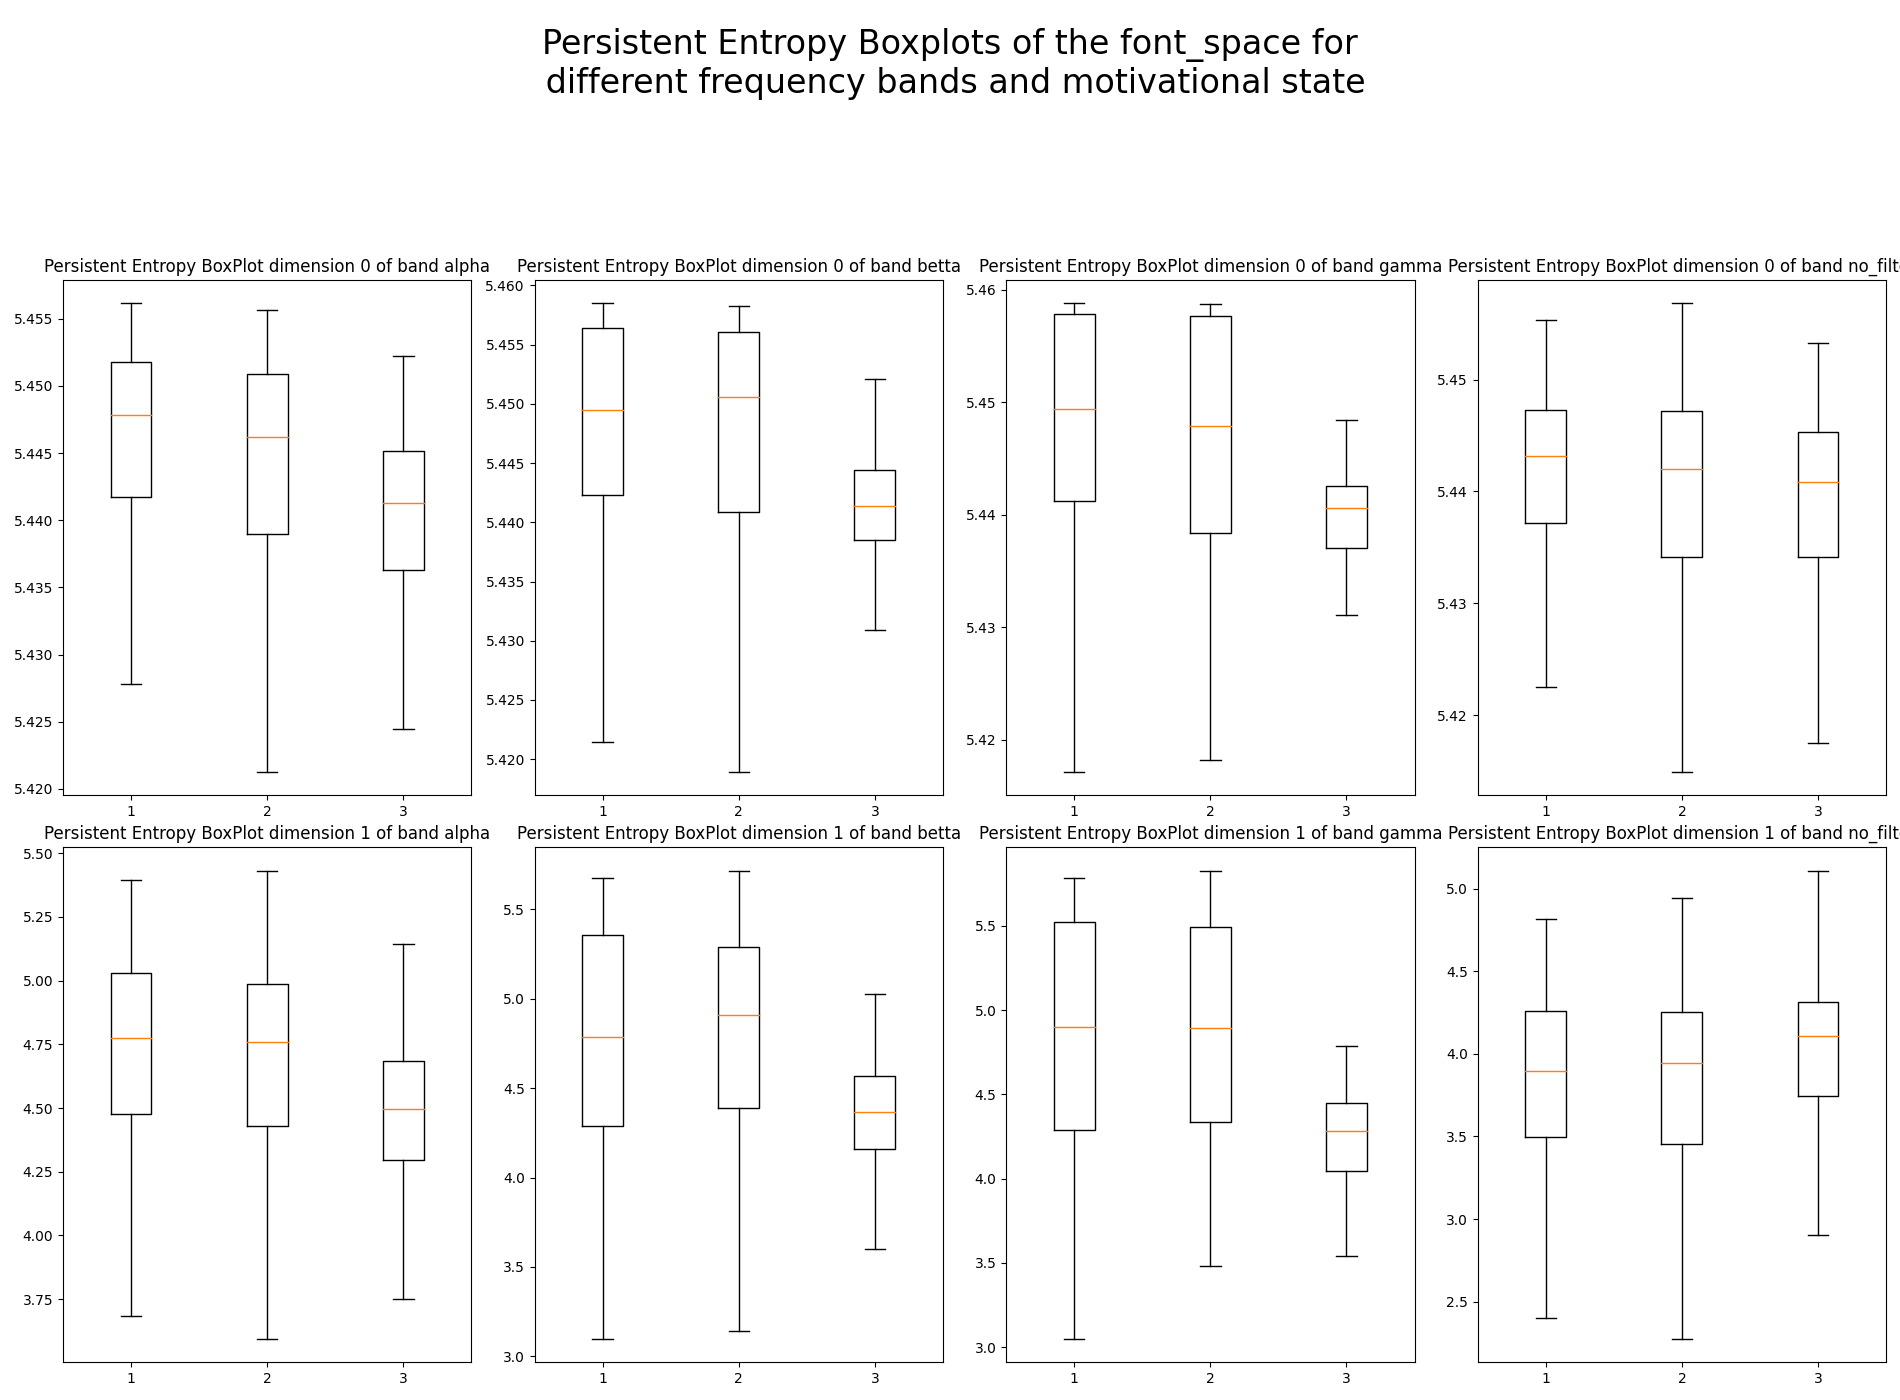 Persistent Entropy Boxplots of the font_space for
different frequency bands and motivational state
Persistent Entropy BoxPlot dimension 0 of band alpha
5.455
5.450
5.445
5.440
5.435
5.430
5.425
5.420
1 2 3
Persistent Entropy BoxPlot dimension 0 of band betta
5.460
5.455
5.450
5.445
5.440
5.435
5.430
5.425
5.420
1 2 3
Persistent Entropy BoxPlot dimension 0 of band gamma
5.46
5.45
5.44
5.43
5.42
1 2 3
Persistent Entropy BoxPlot dimension 0 of band no_filt
5.45
5.44
5.43
5.42
1 2 3
Persistent Entropy BoxPlot dimension 1 of band alpha
5.50
5.25
5.00
4.75
4.50
4.25
4.00
3.75
1 2 3
Persistent Entropy BoxPlot dimension 1 of band betta
5.5
5.0
4.5
4.0
3.5
3.0
1 2 3
Persistent Entropy BoxPlot dimension 1 of band gamma
5.5
5.0
4.5
4.0
3.5
3.0
1 2 3
Persistent Entropy BoxPlot dimension 1 of band no_filt
5.0
4.5
4.0
3.5
3.0
2.5
1 2 3